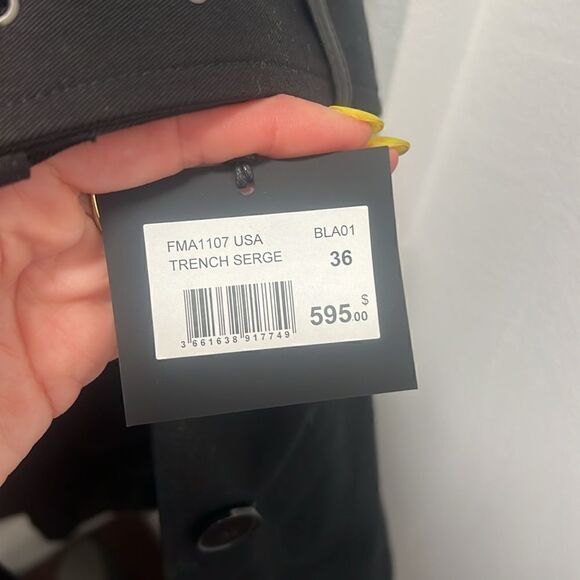 FMA1107 USA BLA01
TRENCH SERGE 36
595.00 $
3 661638 917749